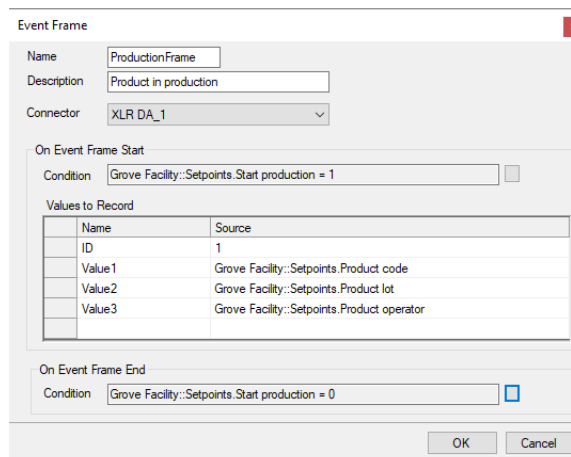 Event Frame
Name ProductionFrame
Description Product in production
Connector XLR DA_1
On Event Frame Start
Condition Grove Facility::Setpoints.Start production = 1
Values to Record
Name Source
ID 1
Value1 Grove Facility::Setpoints.Product code
Value2 Grove Facility::Setpoints.Product lot
Value3 Grove Facility::Setpoints.Product operator
On Event Frame End
Condition Grove Facility::Setpoints.Start production = 0
OK Cancel